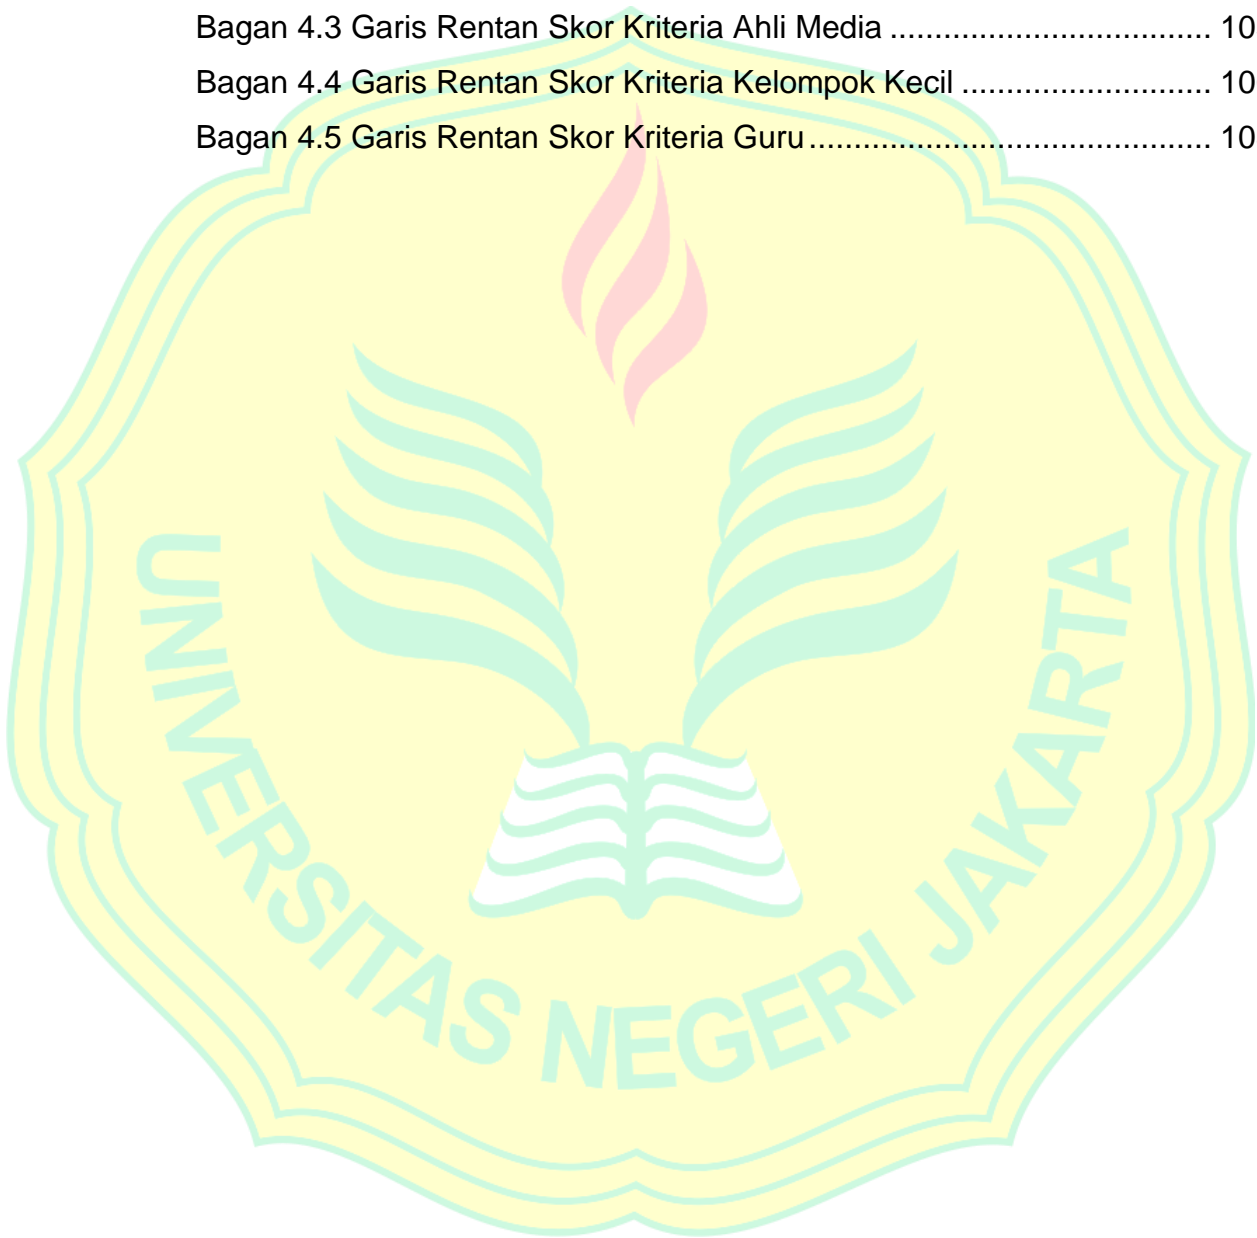 Bagan 4.3 Garis Rentan Skor Kriteria Ahli Media .................................... 10
Bagan 4.4 Garis Rentan Skor Kriteria Kelompok Kecil ............................ 10
Bagan 4.5 Garis Rentan Skor Kriteria Guru ............................................. 10
UNIVERSITAS NEGERI JAKARTA